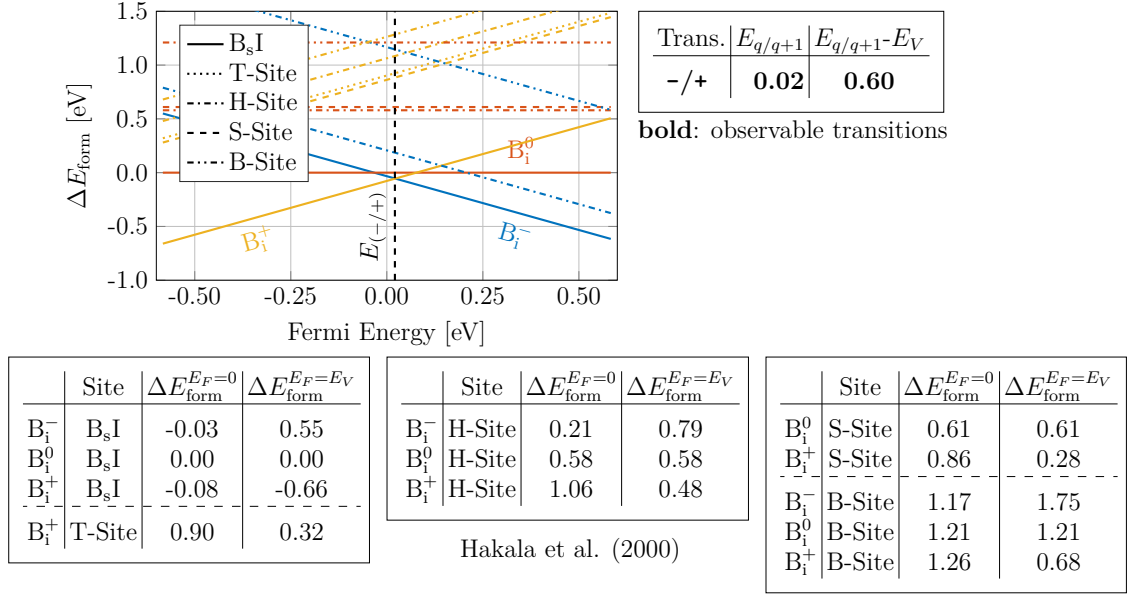 1.5
1.0
0.5
0.0
-0.5
-1.0
ΔE_form [eV]
B_sI
T-Site
H-Site
S-Site
B-Site
B_i^0
B_i^+
B_i^-
E_(−/+)
-0.50 -0.25 0.00 0.25 0.50
Fermi Energy [eV]
Trans. E_q/q+1 E_q/q+1-E_V
-/+ 0.02 0.60
bold: observable transitions
Site ΔE_form^E_F=0 ΔE_form^E_F=E_V
B_i^- B_sI -0.03 0.55
B_i^0 B_sI 0.00 0.00
B_i^+ B_sI -0.08 -0.66
B_i^+ T-Site 0.90 0.32
Site ΔE_form^E_F=0 ΔE_form^E_F=E_V
B_i^- H-Site 0.21 0.79
B_i^0 H-Site 0.58 0.58
B_i^+ H-Site 1.06 0.48
Hakala et al. (2000)
Site ΔE_form^E_F=0 ΔE_form^E_F=E_V
B_i^0 S-Site 0.61 0.61
B_i^+ S-Site 0.86 0.28
B_i^- B-Site 1.17 1.75
B_i^0 B-Site 1.21 1.21
B_i^+ B-Site 1.26 0.68